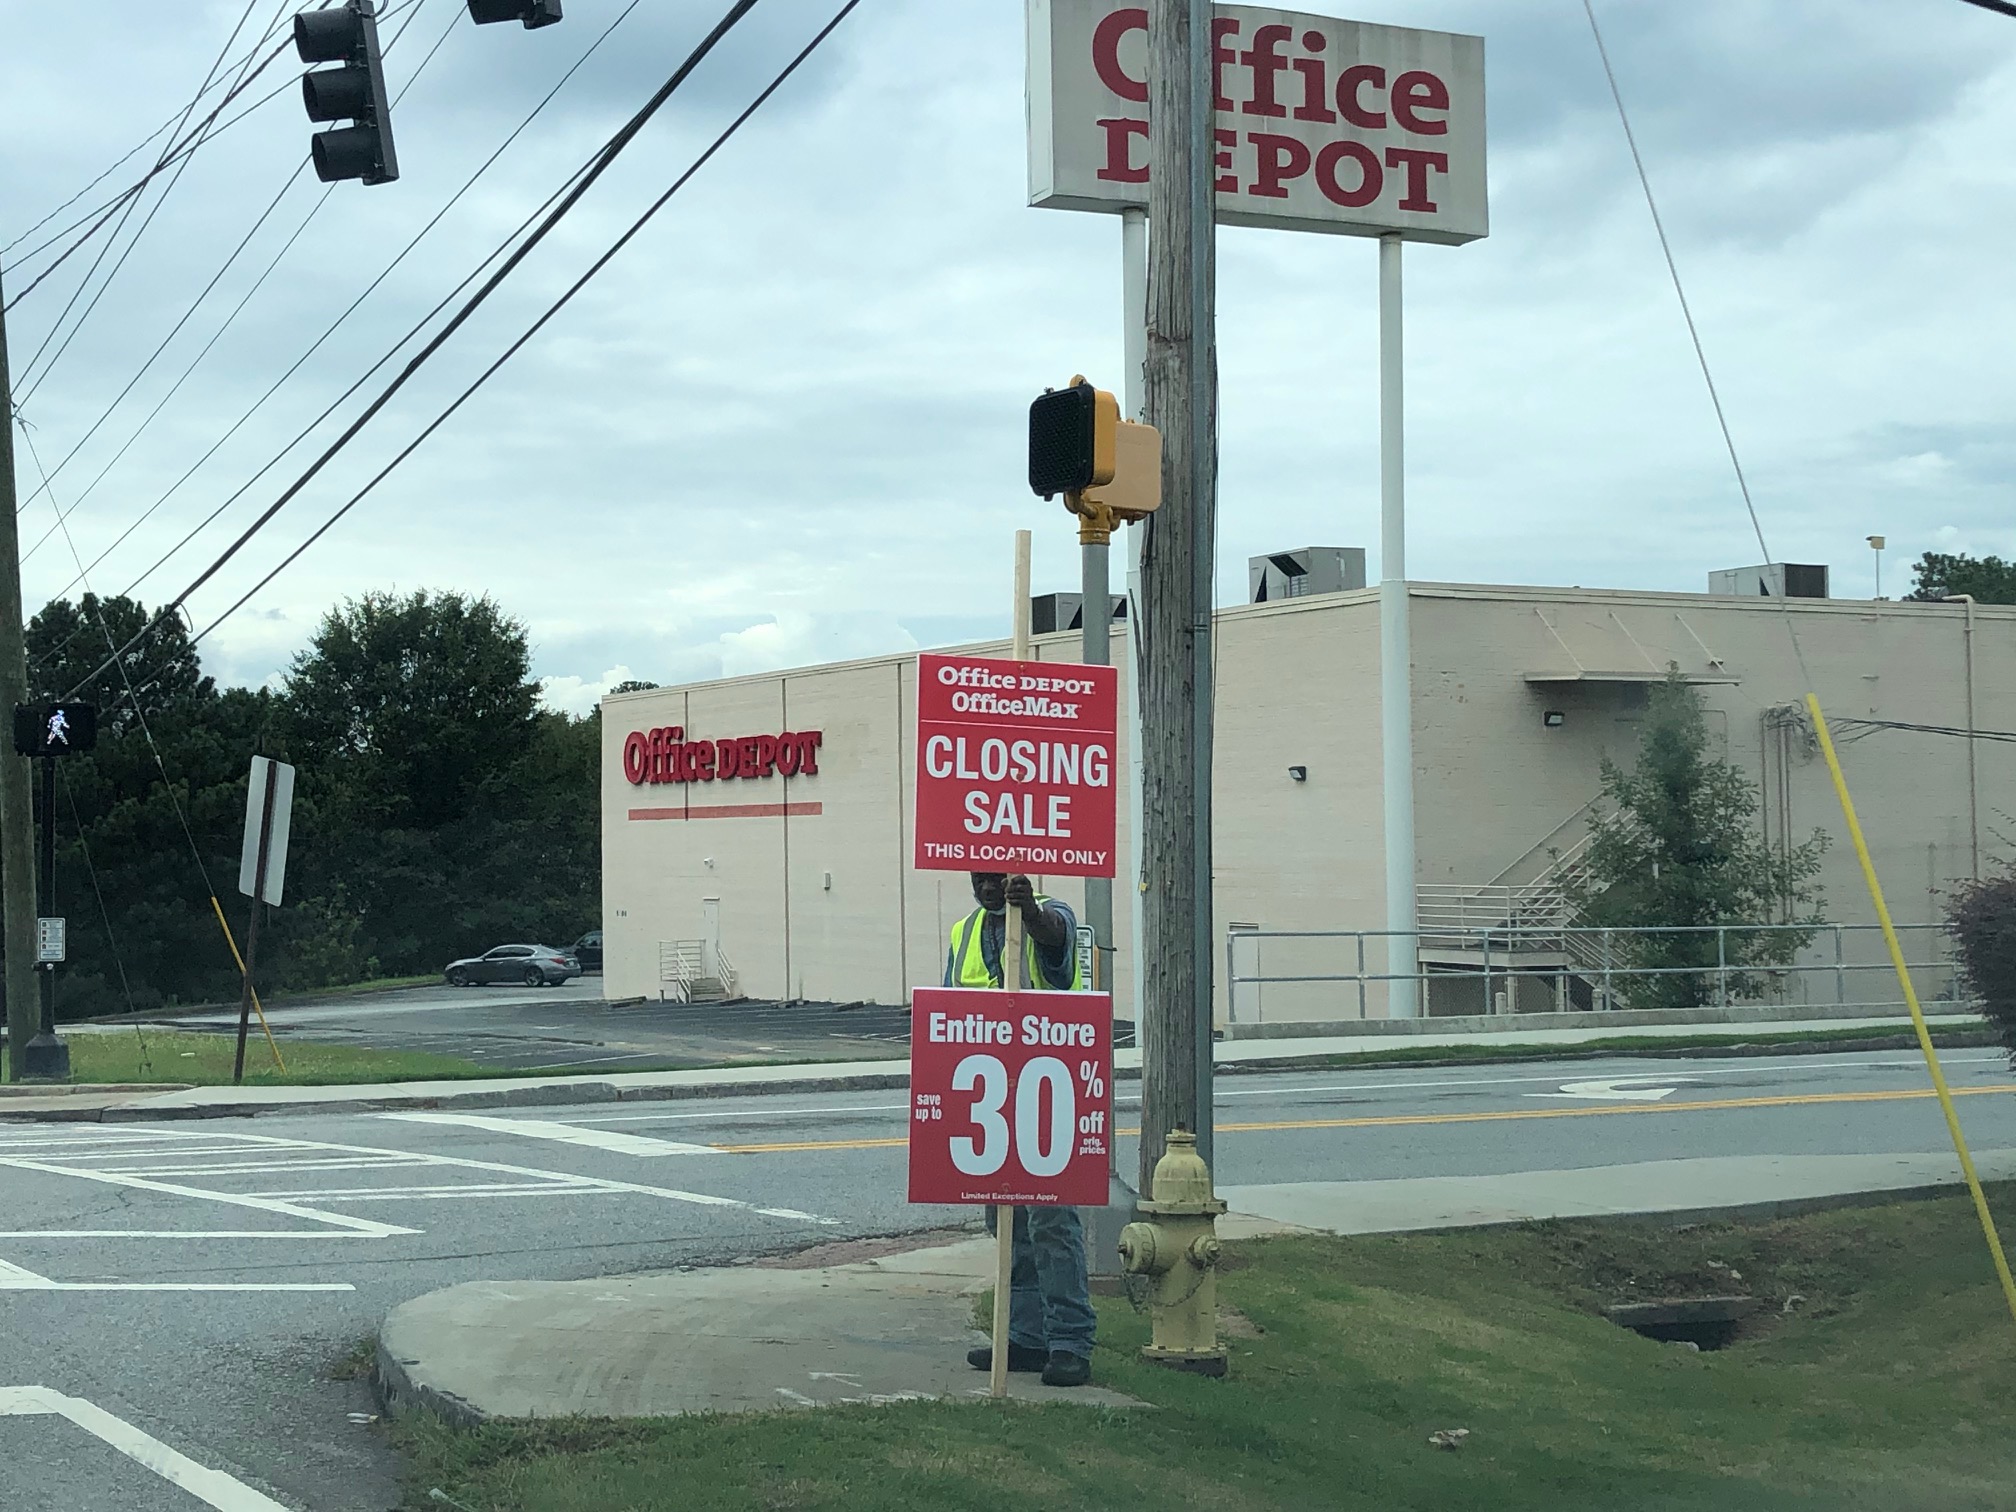 Office
DEPOT
Office DEPOT
Office DEPOT
OfficeMax
CLOSING
SALE
THIS LOCATION ONLY
Entire Store
save up to 30% off
orig. prices
Limited Exceptions Apply